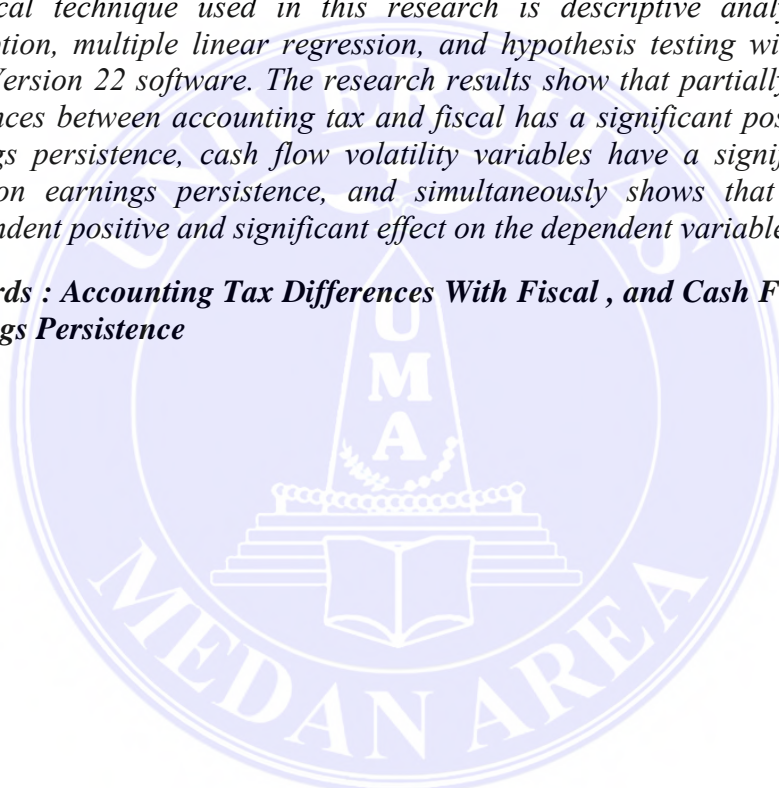 cal technique used in this research is descriptive analy
ption, multiple linear regression, and hypothesis testing wi
Version 22 software. The research results show that partially
nces between accounting tax and fiscal has a significant pos
gs persistence, cash flow volatility variables have a signif
on earnings persistence, and simultaneously shows that
ndent positive and significant effect on the dependent variable
rds : Accounting Tax Differences With Fiscal , and Cash F
gs Persistence
UNIVERSITAS
U
M
A
MEDAN AREA